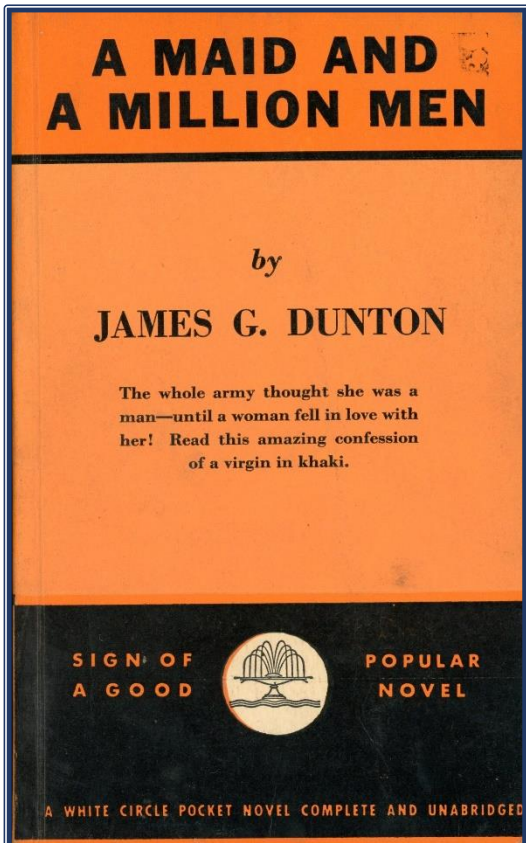 A MAID AND
A MILLION MEN
by
JAMES G. DUNTON
The whole army thought she was a
man—until a woman fell in love with
her! Read this amazing confession
of a virgin in khaki.
SIGN OF
A GOOD
POPULAR
NOVEL
A WHITE CIRCLE POCKET NOVEL COMPLETE AND UNABRIDGED